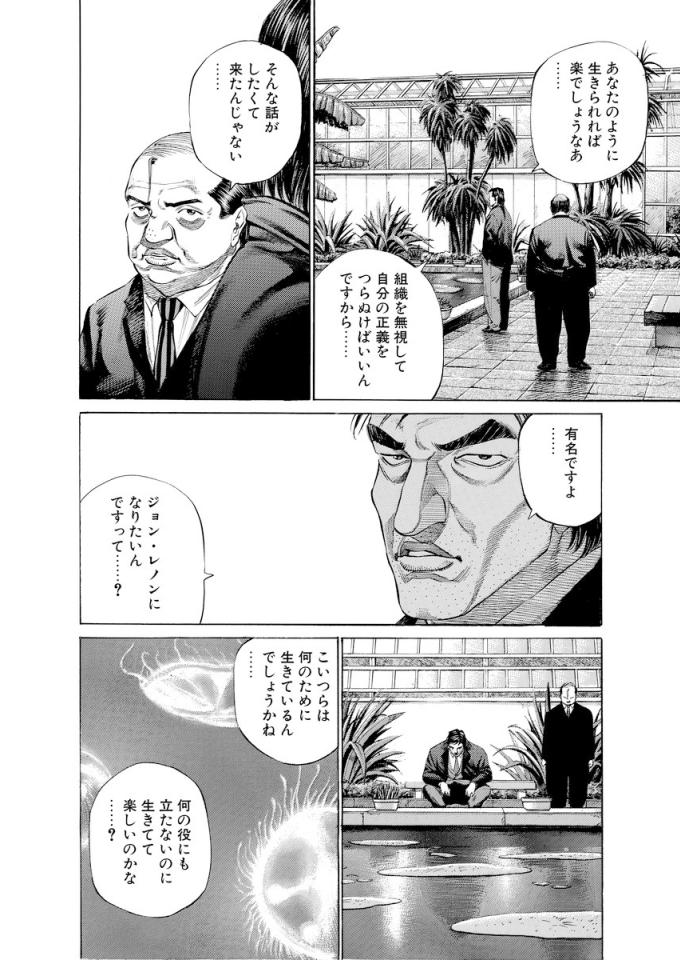 あなたのように
生きられれば
楽でしょうなあ
組織を無視して
自分の正義を
つらぬけばいいん
ですから……
そんな話が
したくて
来たんじゃない
……
有名ですよ
……
ジョン・レノンに
なりたいん
ですって……？
こいつらは
何のために
生きているん
でしょうかね
何の役にも
立たないのに
生きてて
楽しいのかな
……？